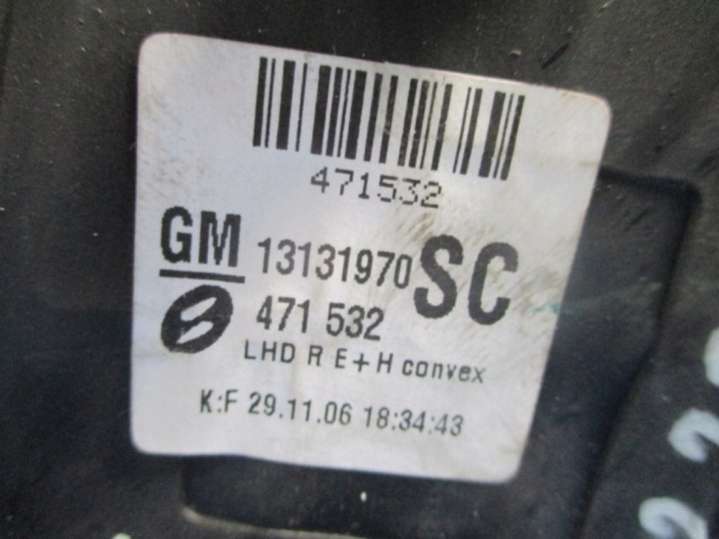 471532
GM 13131970 SC
471 532
LHD R E+H convex
K:F 29.11.06 18:34:43